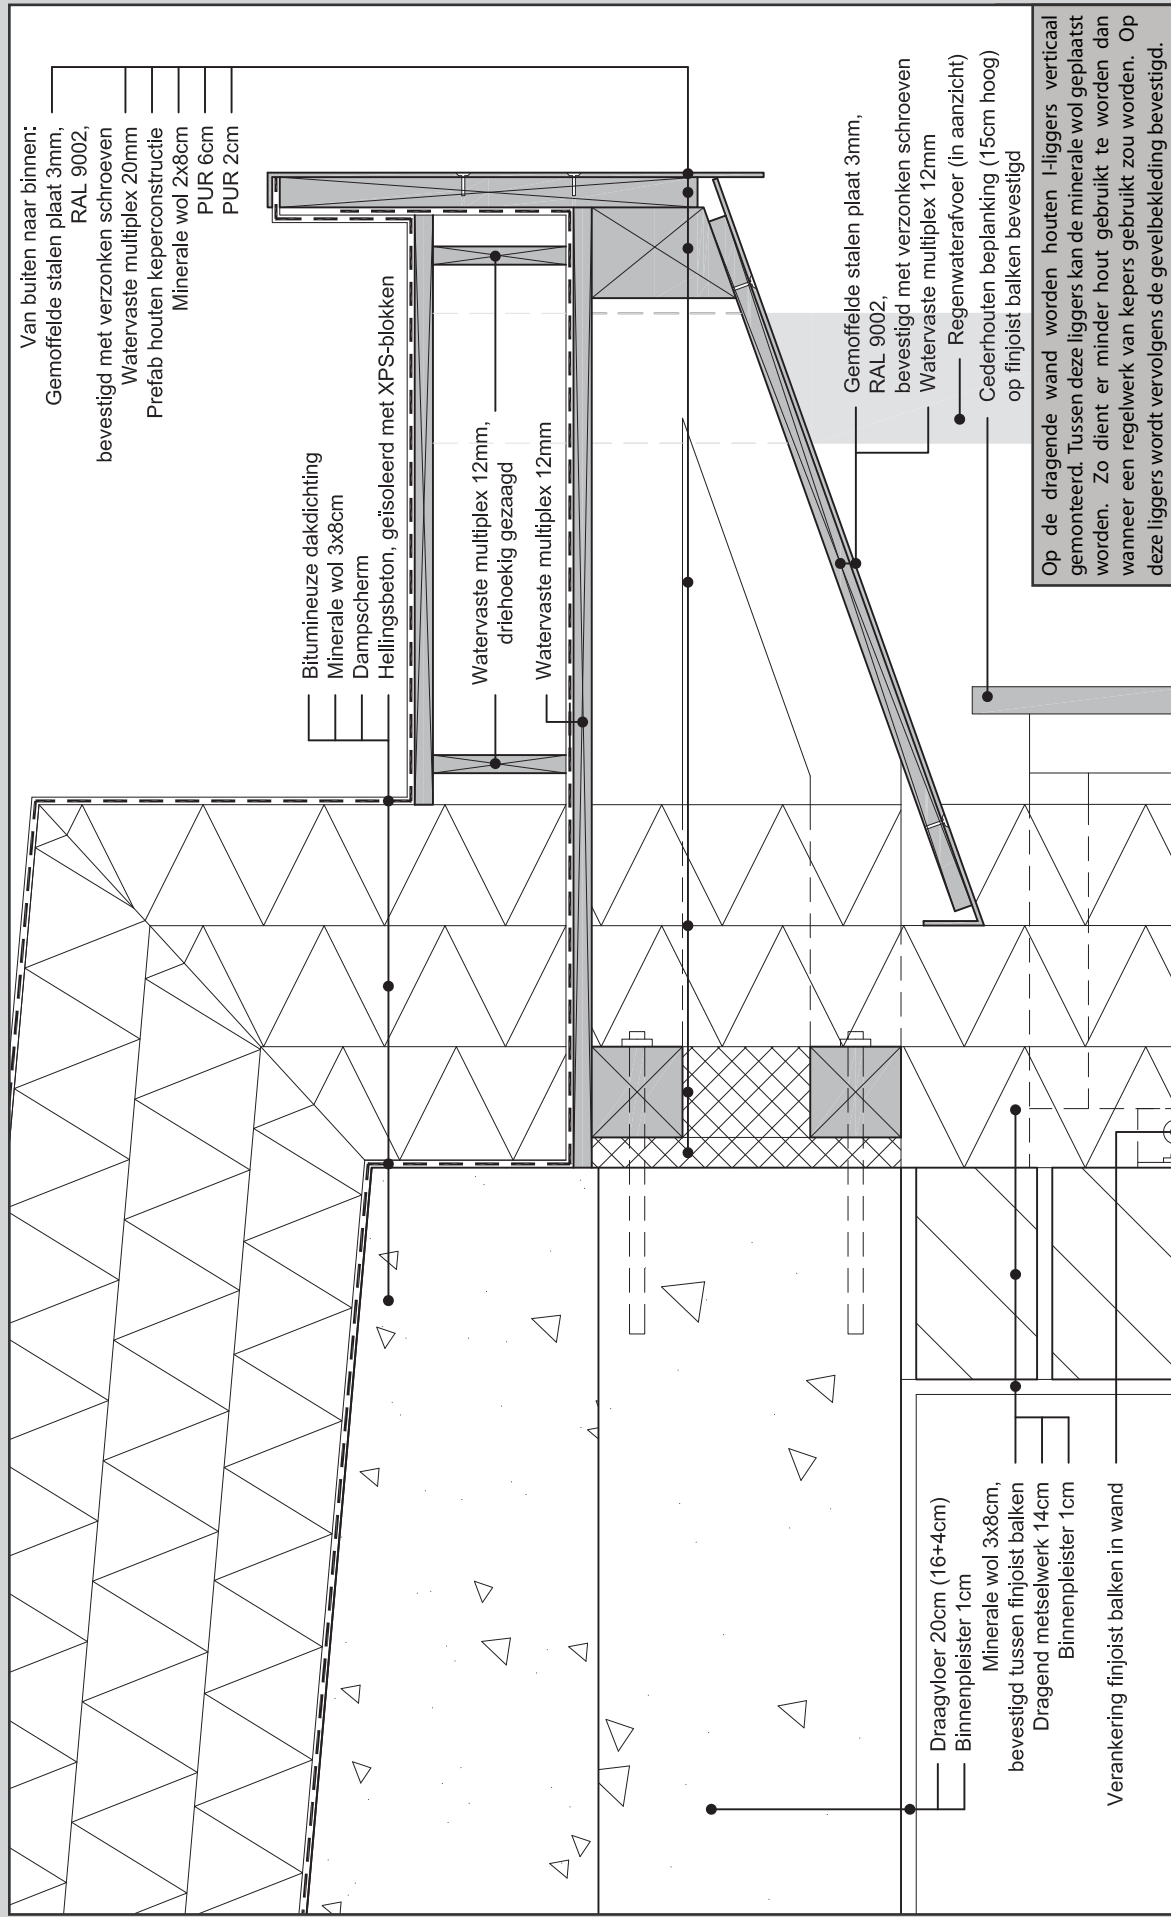 Van buiten naar binnen:
Gemoffelde stalen plaat 3mm,
RAL 9002,
bevestigd met verzonken schroeven
Watervaste multiplex 20mm
Prefab houten keperconstructie
Minerale wol 2x8cm
PUR 6cm
PUR 2cm
Bitumineuze dakdichting
Minerale wol 3x8cm
Dampscherm
Hellingsbeton, geïsoleerd met XPS-blokken
Watervaste multiplex 12mm,
driehoekig gezaagd
Watervaste multiplex 12mm
Gemoffelde stalen plaat 3mm,
RAL 9002,
bevestigd met verzonken schroeven
Watervaste multiplex 12mm
Regenwaterafvoer (in aanzicht)
Cederhouten beplanking (15cm hoog)
op finjoist balken bevestigd
Draagvloer 20cm (16+4cm)
Binnenpleister 1cm
Minerale wol 3x8cm,
bevestigd tussen finjoist balken
Dragend metselwerk 14cm
Binnenpleister 1cm
Verankering finjoist balken in wand
Op de dragende wand worden houten I-liggers verticaal
gemonteerd. Tussen deze liggers kan de minerale wol geplaatst
worden. Zo dient er minder hout gebruikt te worden dan
wanneer een regelwerk van kepers gebruikt zou worden. Op
deze liggers wordt vervolgens de gevelbekleding bevestigd.